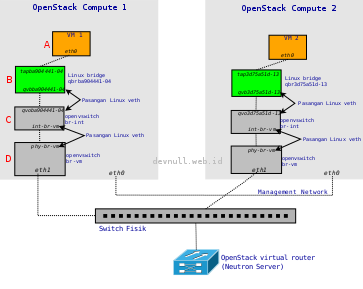 OpenStack Compute 1
OpenStack Compute 2
A
VM 1
eth0
VM 2
eth0
B
tapba904441-04
qvbba904441-04
Linux bridge
qbrba904441-04
tap3d75a51d-13
qvo3d75a51d-13
Linux bridge
qbr3d75a51d-13
Pasangan Linux veth
Pasangan Linux veth
C
qvoba904441-04
int-br-vm
openvswitch
br-int
qvo3d75a51d-13
int-br-vm
openvswitch
br-int
Pasangan Linux veth
Pasangan Linux veth
D
phy-br-vm
eth1
openvswitch
br-vm
phy-br-vm
eth1
openvswitch
br-vm
devnull.web.id
eth0
eth0
Management Network
Switch Fisik
OpenStack virtual router
(Neutron Server)